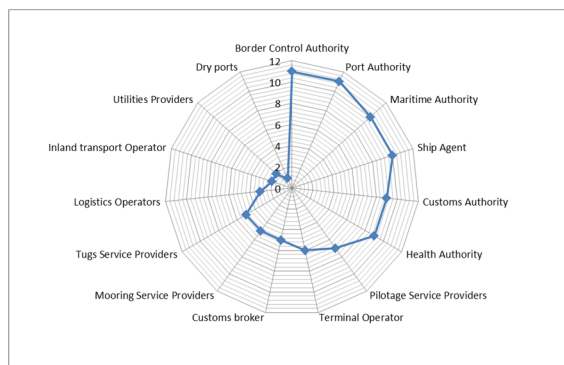 Border Control Authority
12
Dry ports
Port Authority
10
Utilities Providers
Maritime Authority
8
6
Inland transport Operator
4
Ship Agent
2
0
Logistics Operators
Customs Authority
Tugs Service Providers
Health Authority
Mooring Service Providers
Pilotage Service Providers
Customs broker
Terminal Operator